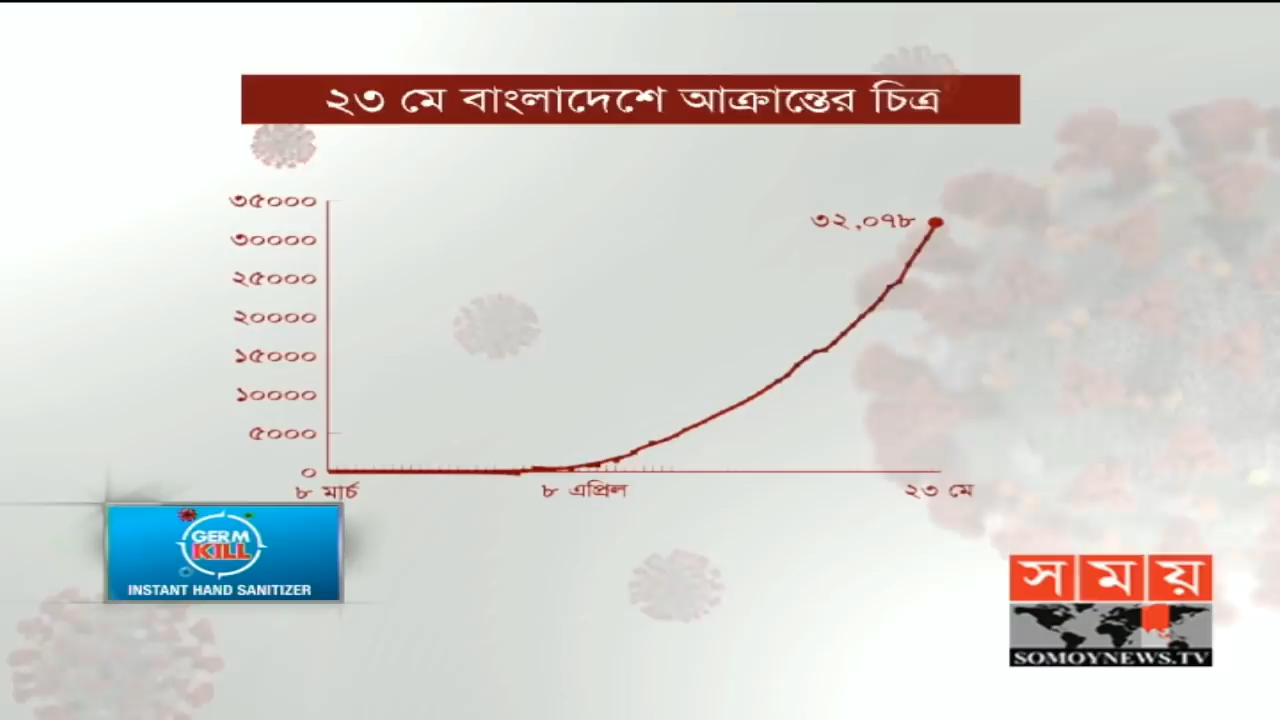 ২৩ মে বাংলাদেশে আক্রান্তের চিত্র
৩৫০০০
৩২,০৭৮
৩০০০০
২৫০০০
২০০০০
১৫০০০
১০০০০
৫০০০
০
৮ মার্চ ৮ এপ্রিল ২৩ মে
GERM
KILL
INSTANT HAND SANITIZER
সময়
SOMOYNEWS.TV